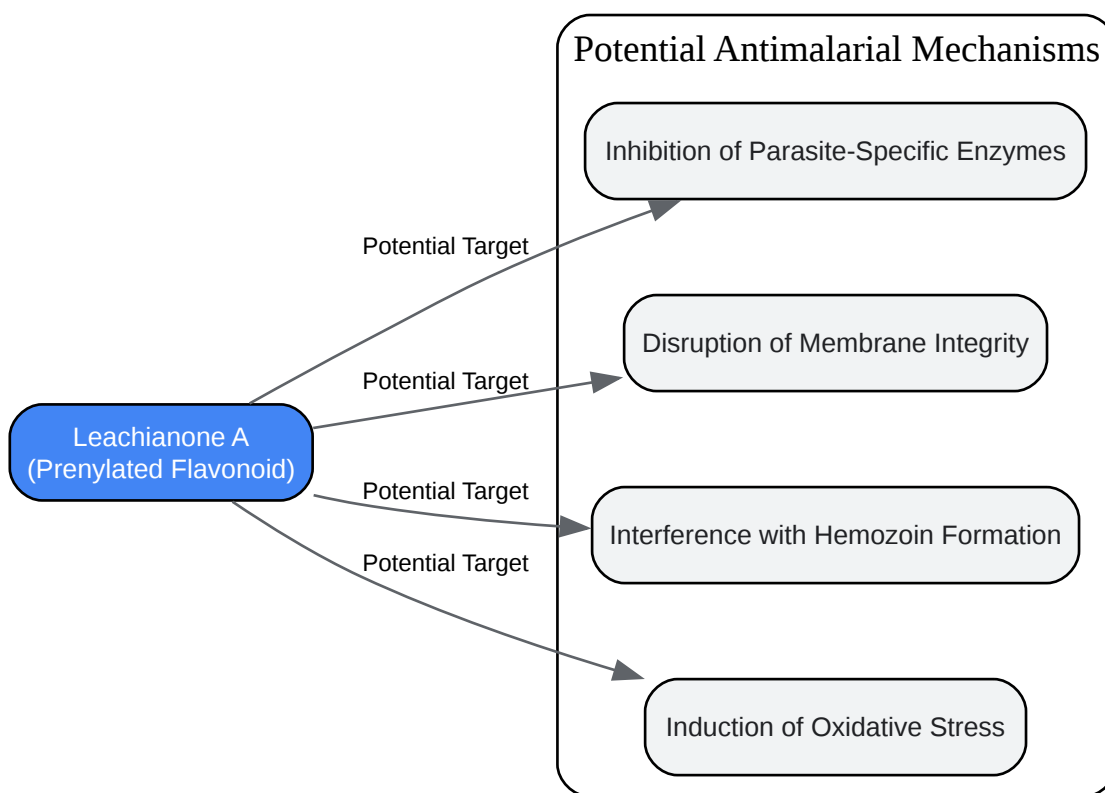 Potential Antimalarial Mechanisms
Inhibition of Parasite-Specific Enzymes
Potential Target
Disruption of Membrane Integrity
Potential Target
Leachianone A
(Prenylated Flavonoid)
Potential Target
Interference with Hemozoin Formation
Potential Target
Induction of Oxidative Stress